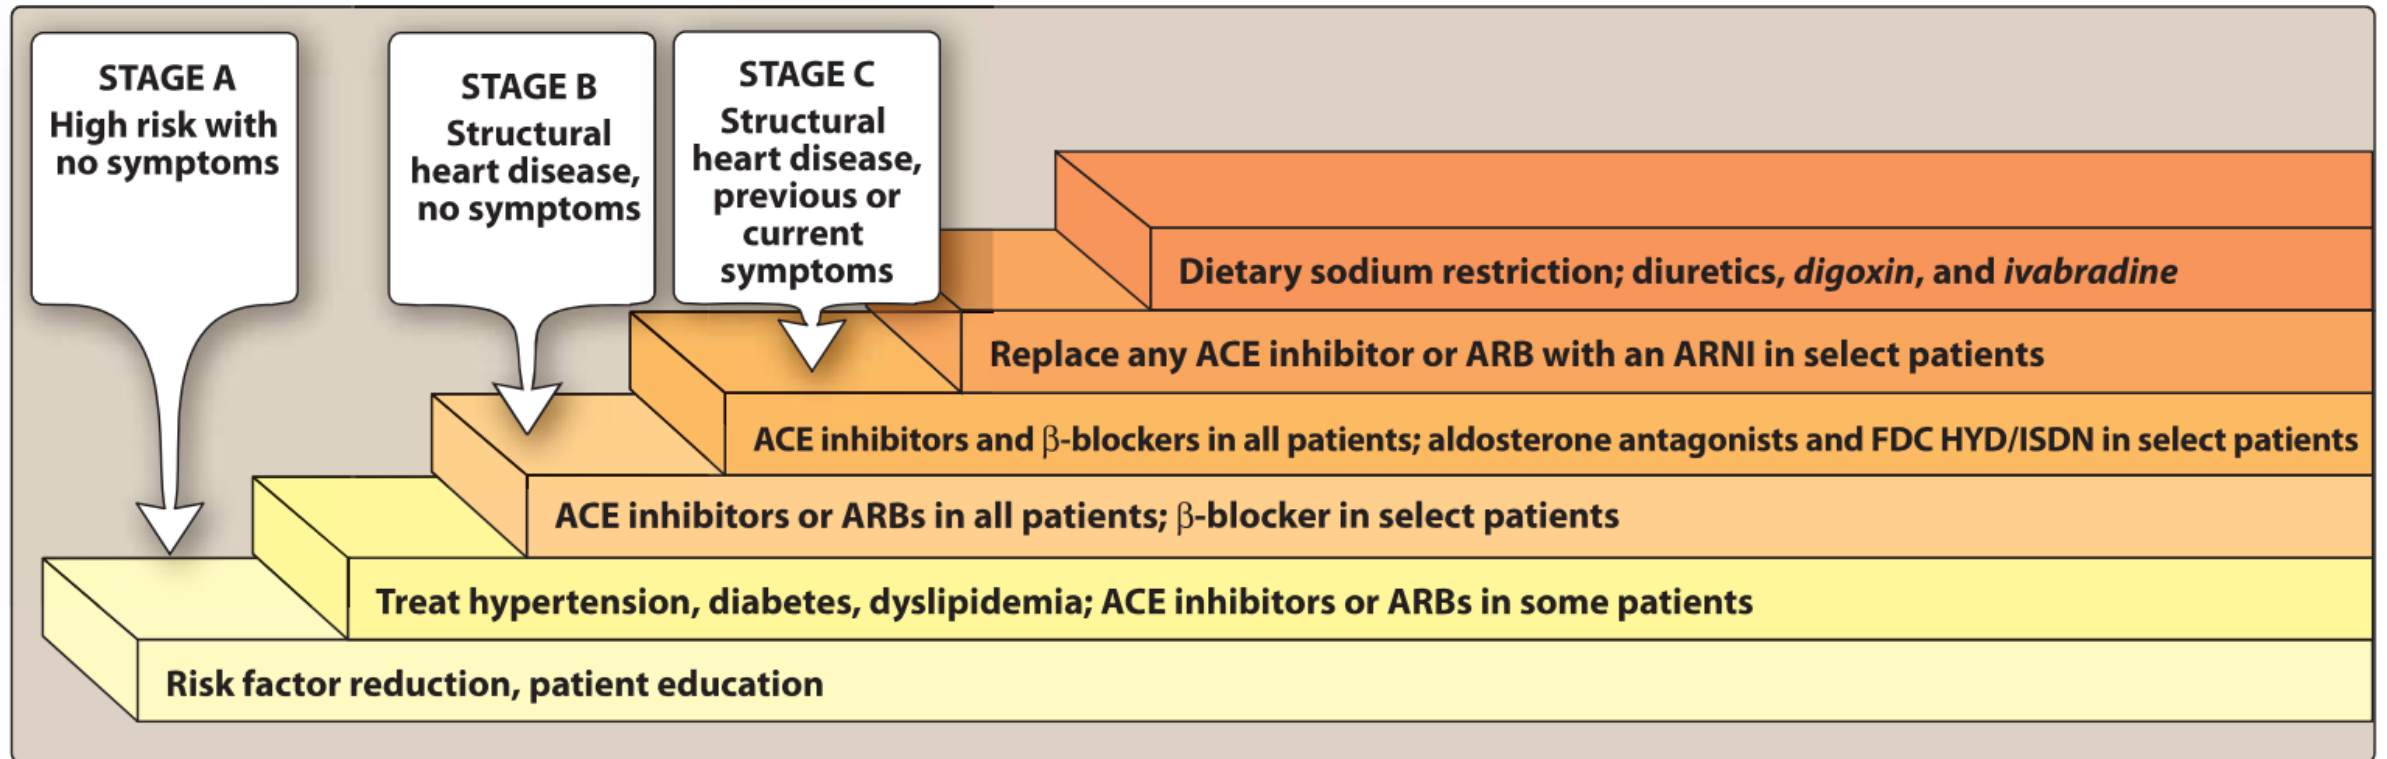 STAGE A
High risk with
no symptoms
STAGE B
Structural
heart disease,
no symptoms
STAGE C
Structural
heart disease,
previous or
current
symptoms
Dietary sodium restriction; diuretics, digoxin, and ivabradine
Replace any ACE inhibitor or ARB with an ARNI in select patients
ACE inhibitors and β-blockers in all patients; aldosterone antagonists and FDC HYD/ISDN in select patients
ACE inhibitors or ARBs in all patients; β-blocker in select patients
Treat hypertension, diabetes, dyslipidemia; ACE inhibitors or ARBs in some patients
Risk factor reduction, patient education